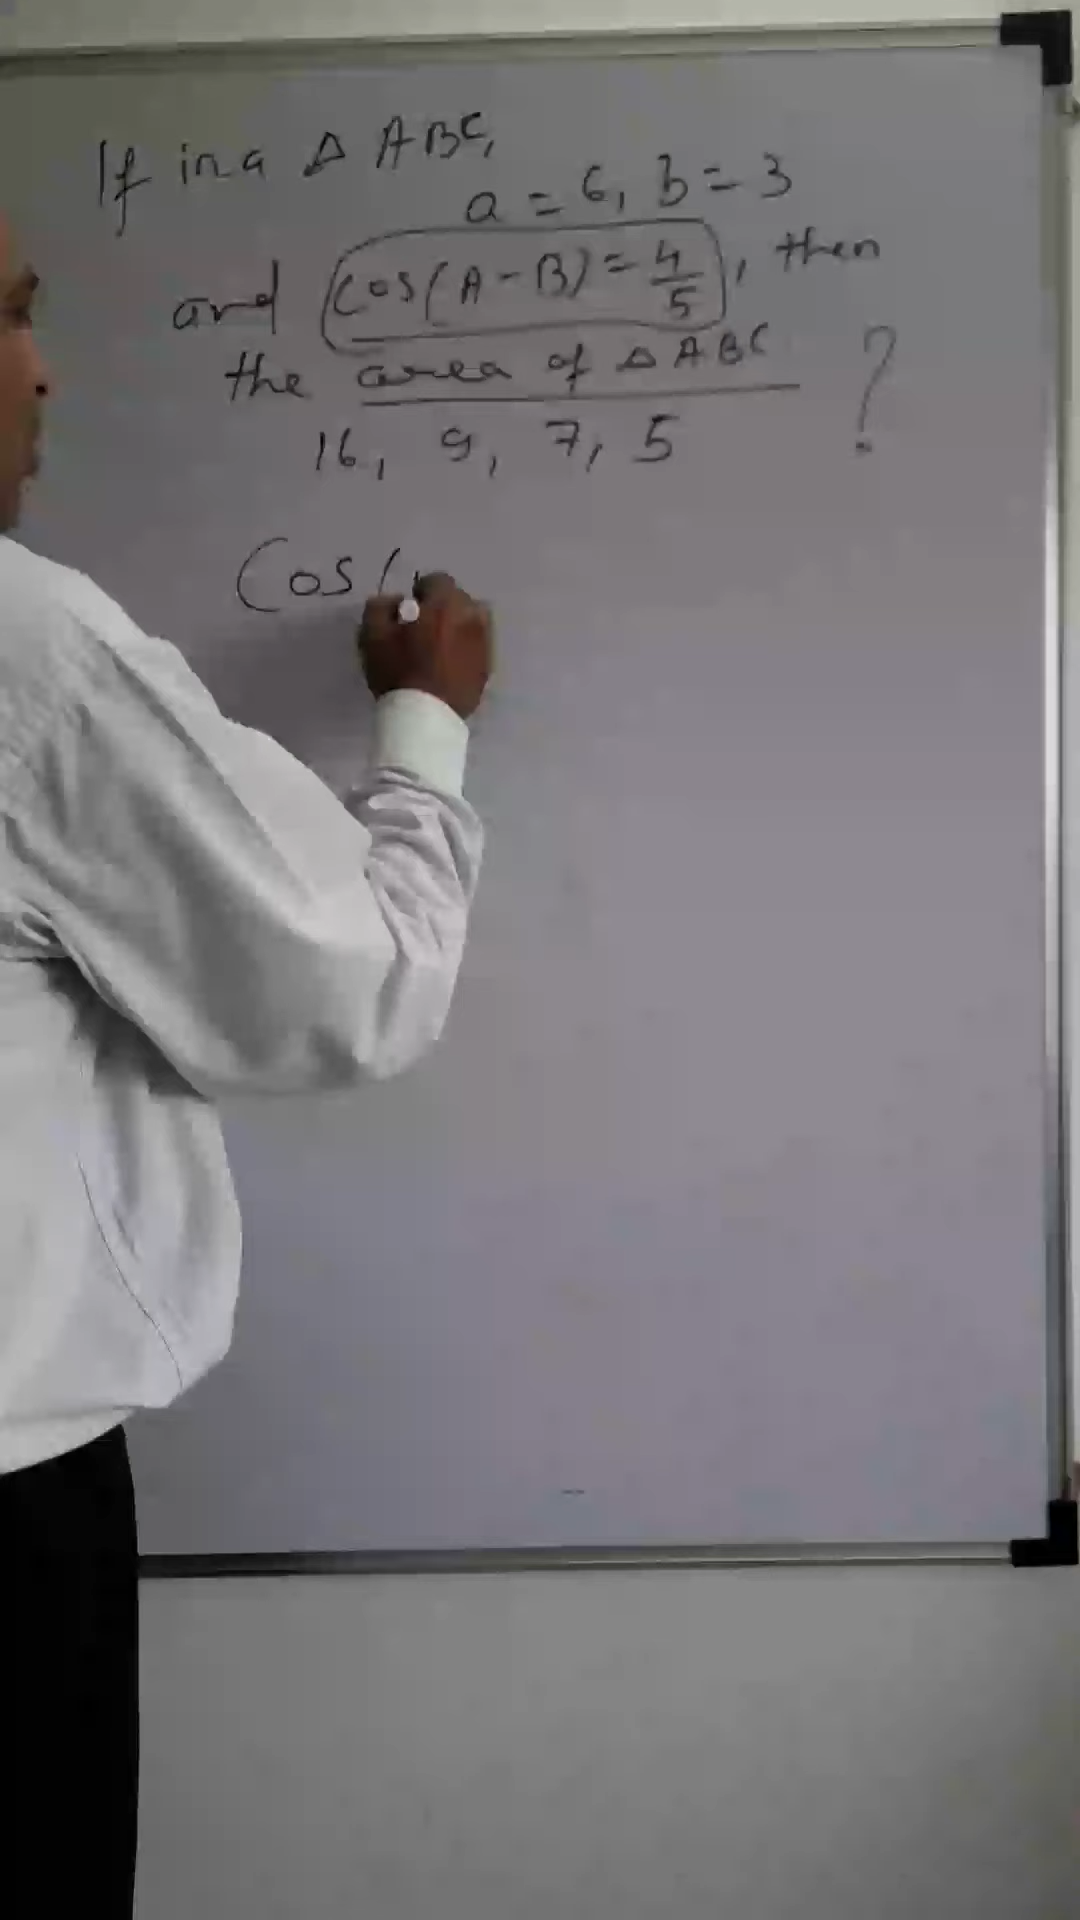 If in a Δ ABC,
a = 6, b = 3
and cos(A-B) = 4/5, then
the area of Δ ABC ?
16, 9, 7, 5
Cos(